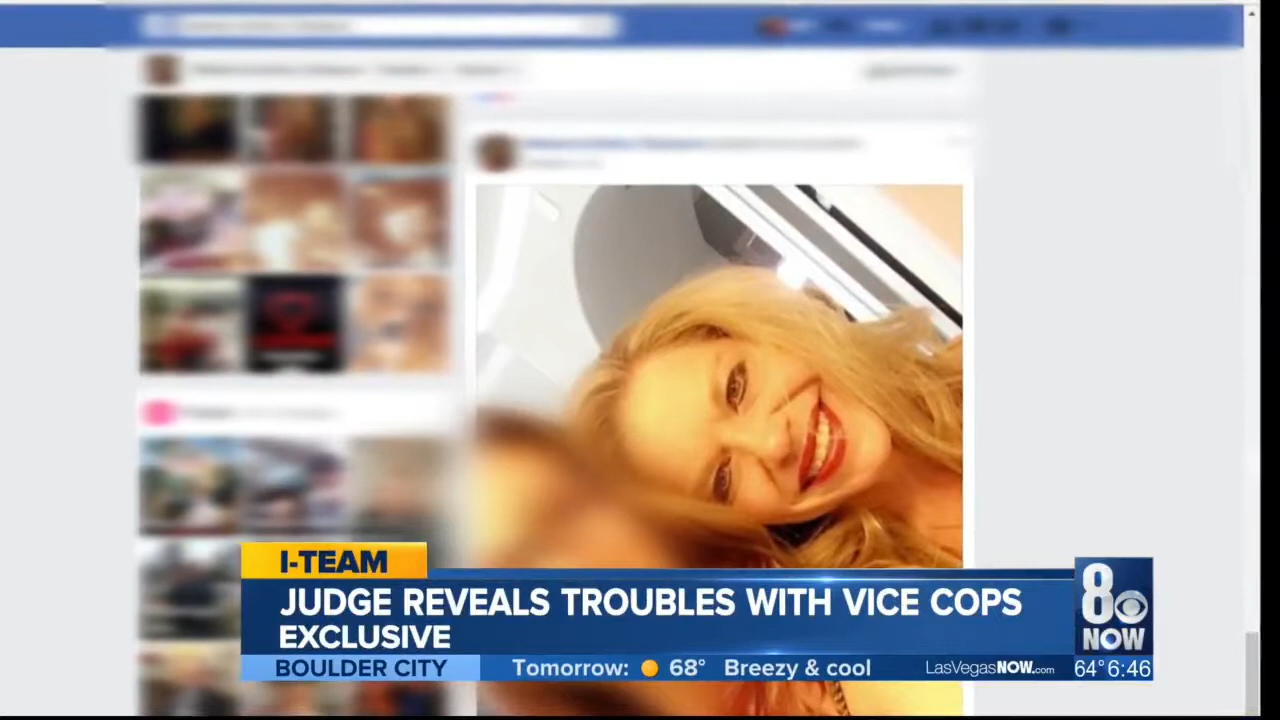 I-TEAM
JUDGE REVEALS TROUBLES WITH VICE COPS
EXCLUSIVE
8
NOW
BOULDER CITY Tomorrow: 68° Breezy & cool LasVegasNOW.com 64° 6:46